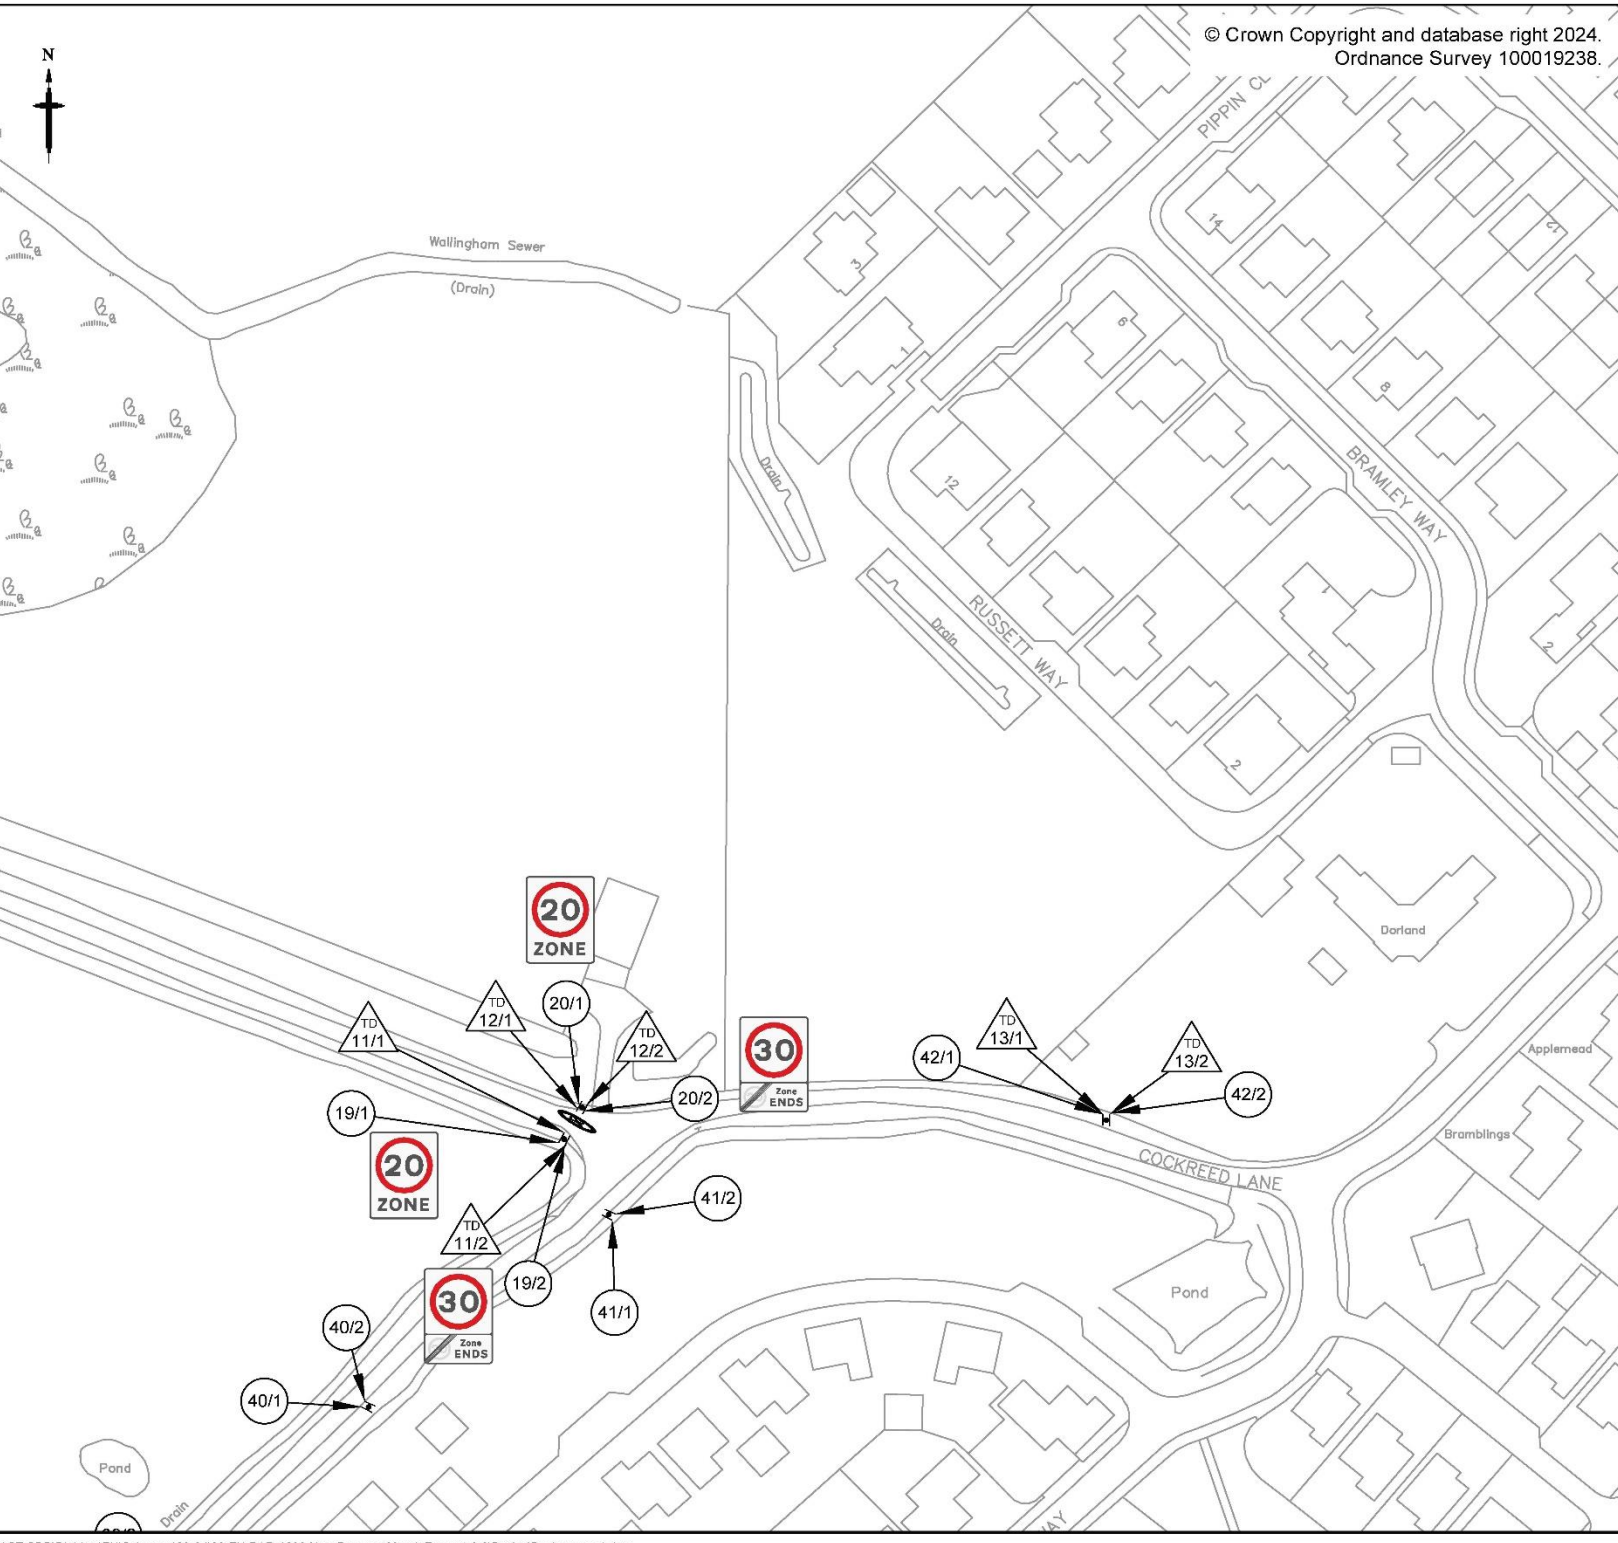 © Crown Copyright and database right 2024.
Ordnance Survey 100019238.
N
PIPPIN
14
12
Wallingham Sewer
(Drain)
3
1
6
8
12
BRAMLEY WAY
Drain
RUSSETT WAY
Drain
1
2
2
Dorland
20
ZONE
TD
12/1
20/1
TD
11/1
TD
12/2
30
Zone
ENDS
42/1
TD
13/1
TD
13/2
42/2
Applemead
20/2
19/1
Bramblings
20
ZONE
COCKREED LANE
41/2
TD
11/2
19/2
41/1
30
Zone
ENDS
Pond
40/2
40/1
Pond
Drain
WAY